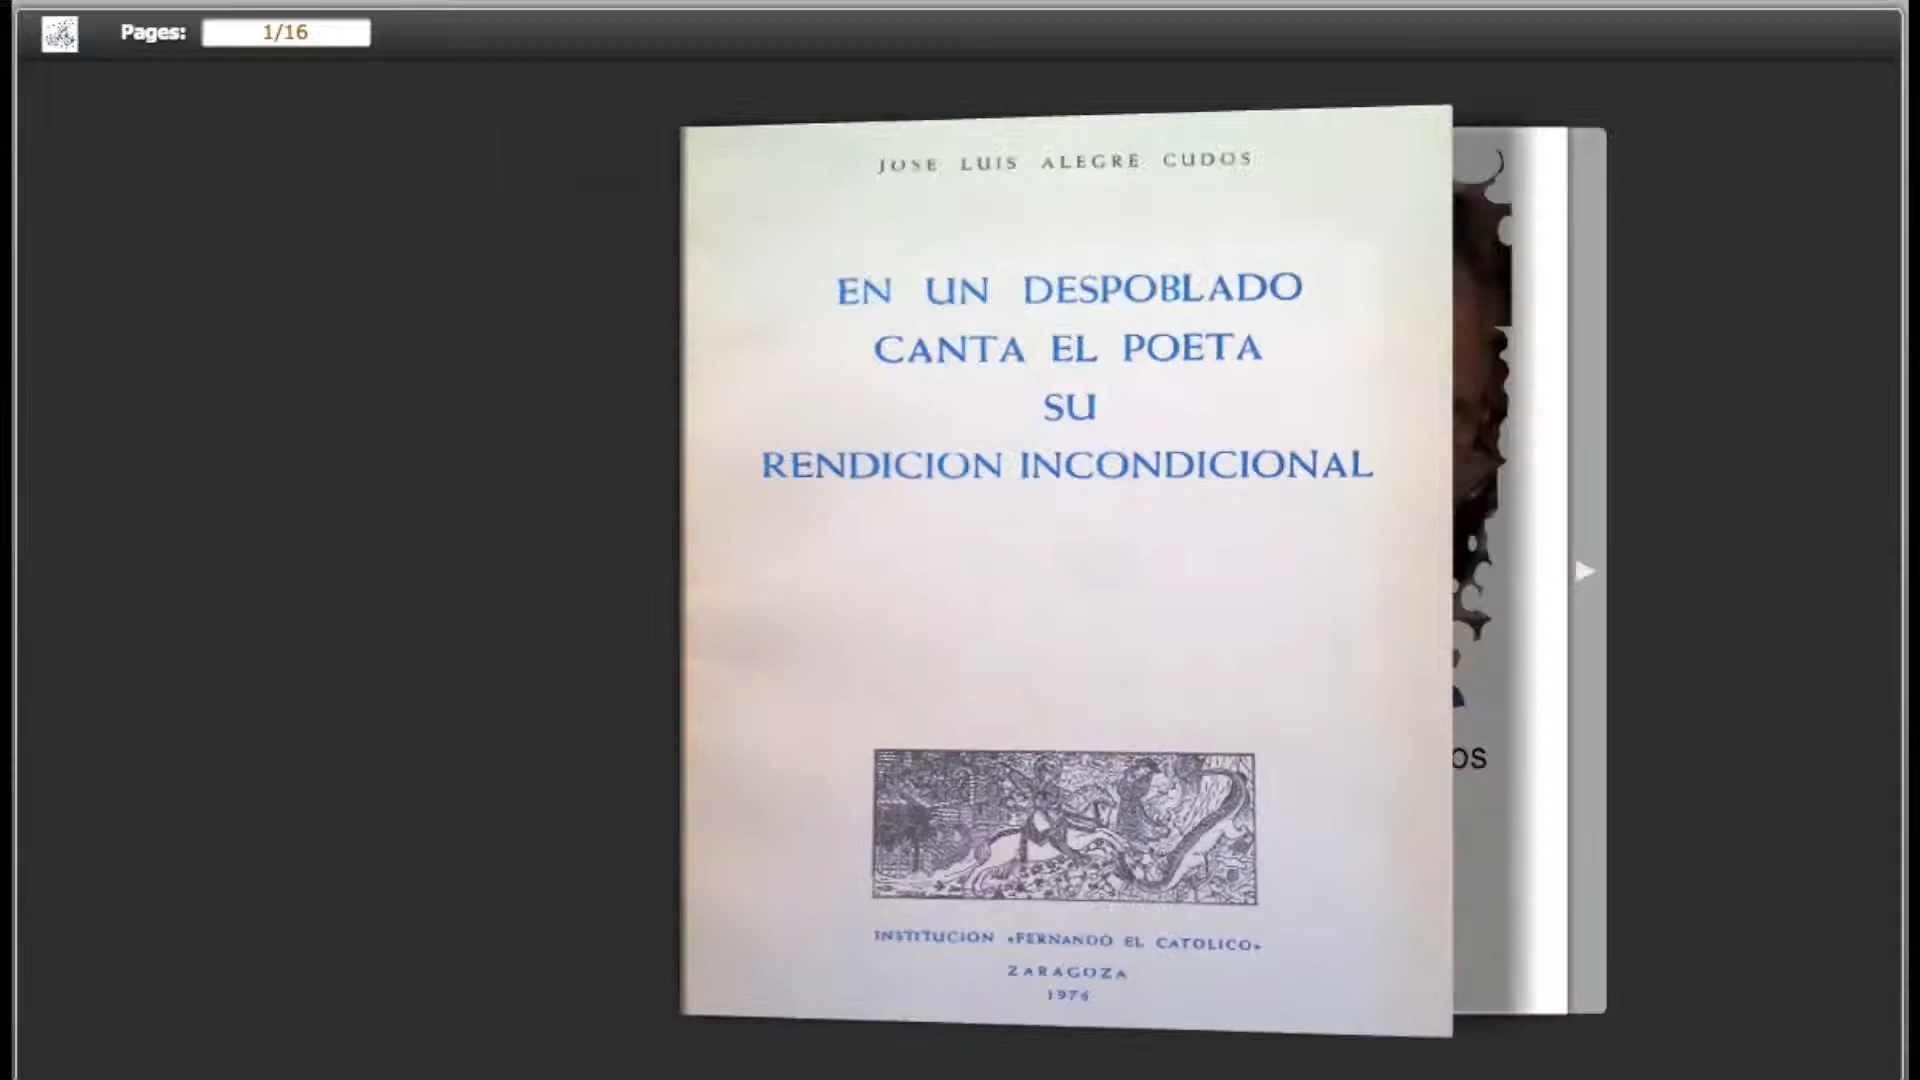 Pages: 1/16
JOSE LUIS ALEGRE CUDOS
EN UN DESPOBLADO
CANTA EL POETA
SU
RENDICION INCONDICIONAL
INSTITUCION «FERNANDO EL CATOLICO»
ZARAGOZA
OS